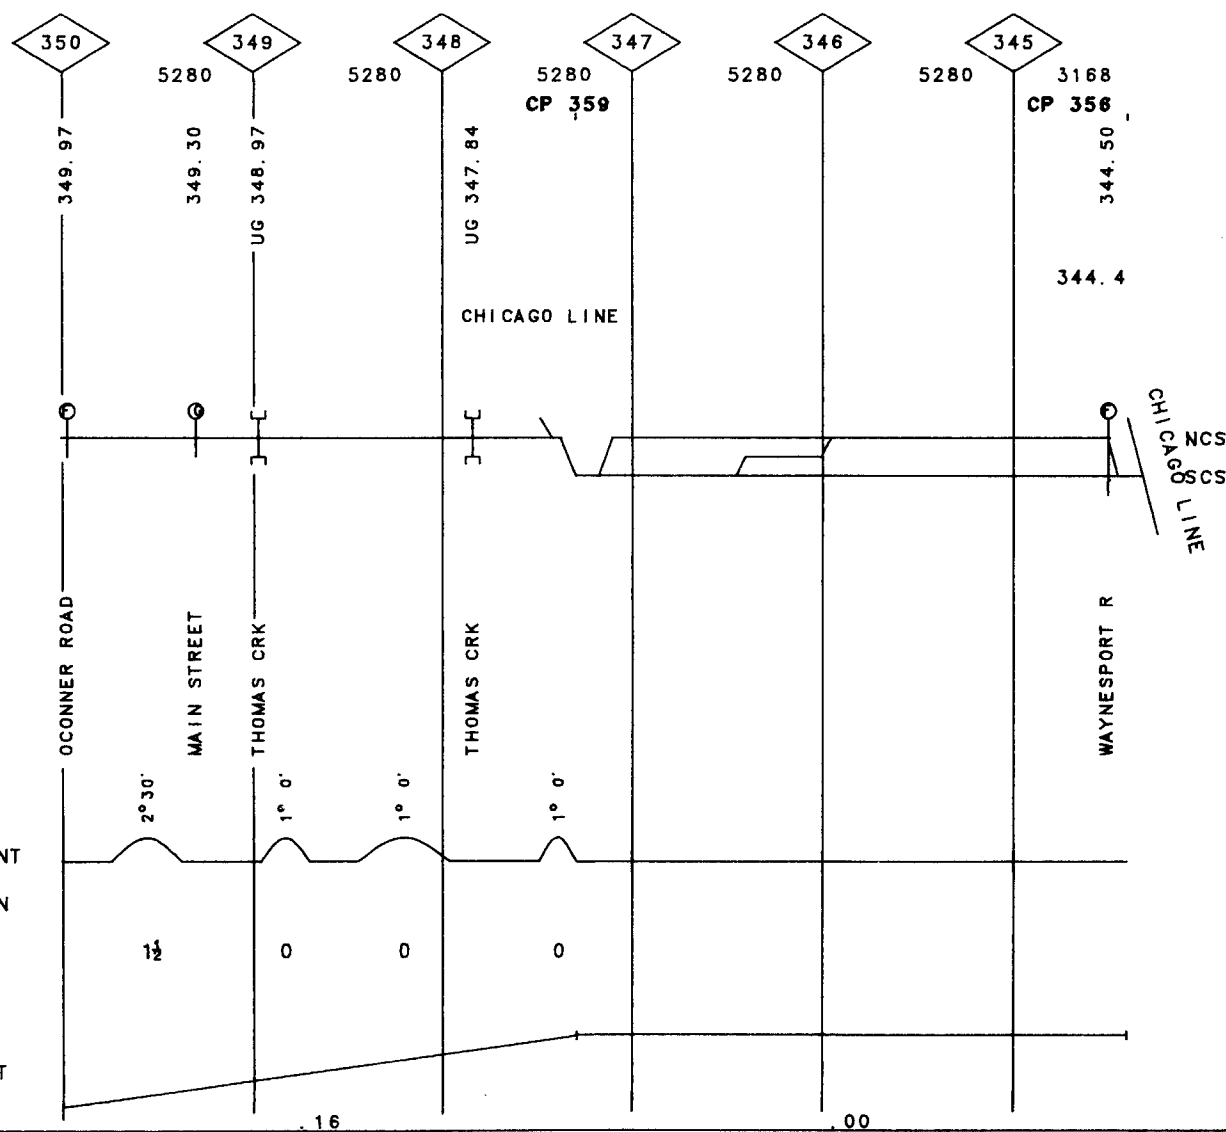 350 349 348 347 346 345
5280 5280 5280 5280 5280 3168
CP 359 CP 356
349.97
349.30
UG 348.97
UG 347.84
344.50
344.4
CHICAGO LINE
F
G
F
CHICAGO LINE
NCS
SCS
OCONNER ROAD
MAIN STREET
THOMAS CRK
THOMAS CRK
WAYNESPORT R
2°30'
1° 0'
1° 0'
1° 0'
NT
N
1½ 0 0 0
T
.16 .00